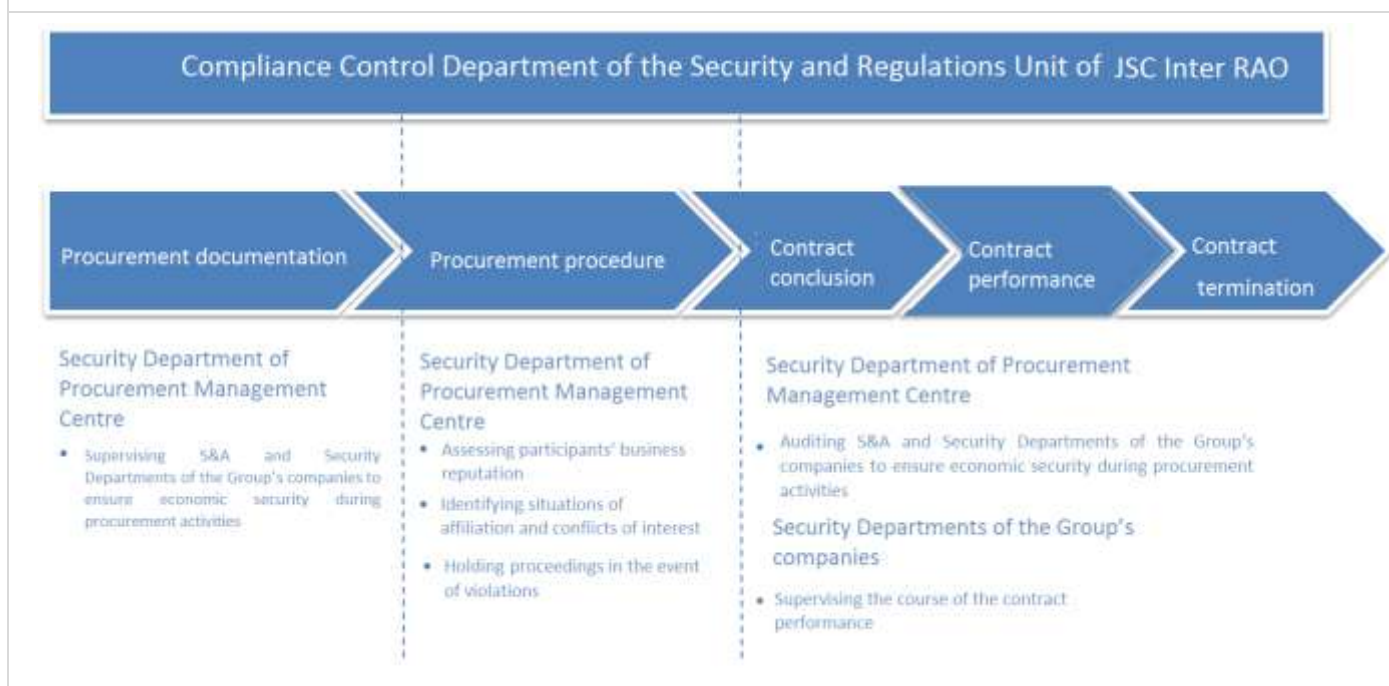 Compliance Control Department of the Security and Regulations Unit of JSC Inter RAO
Procurement documentation
Procurement procedure
Contract
conclusion
Contract
performance
Contract
termination
Security Department of
Procurement Management
Centre
• Supervising S&A and Security
Departments of the Group's companies to
ensure economic security during
procurement activities
Security Department of
Procurement Management
Centre
• Assessing participants' business
reputation
• Identifying situations of
affiliation and conflicts of interest
• Holding proceedings in the event
of violations
Security Department of Procurement
Management Centre
• Auditing S&A and Security Departments of the Group's
companies to ensure economic security during procurement
activities
Security Departments of the Group's
companies
• Supervising the course of the contract
performance